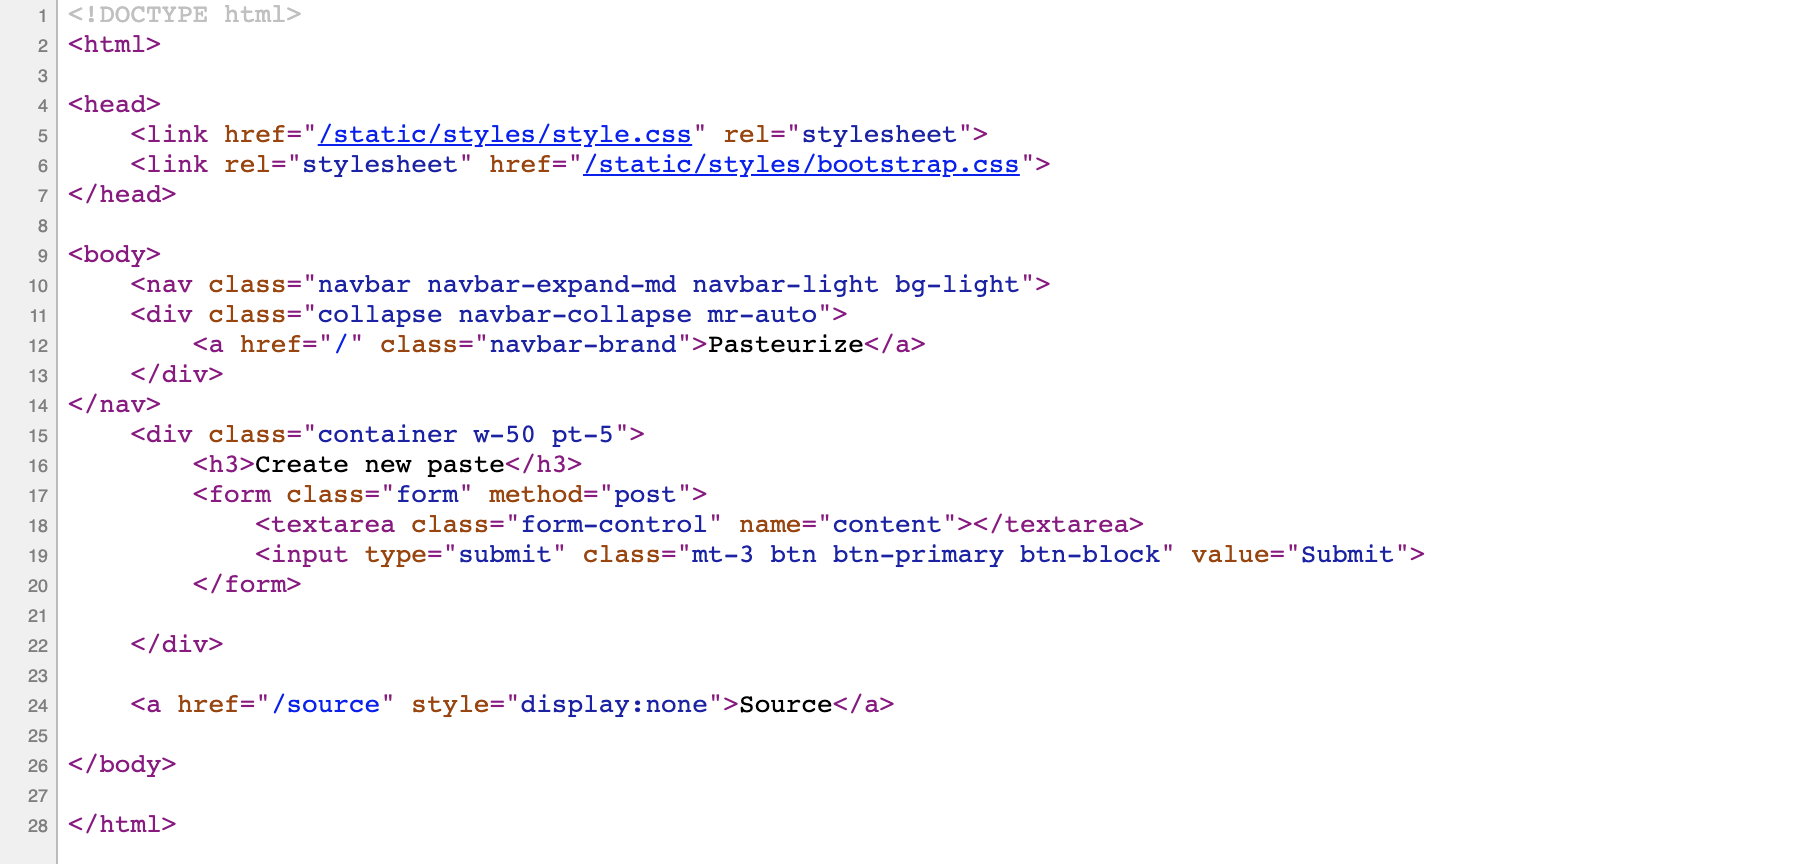 1 <!DOCTYPE html>
2 <html>
3
4 <head>
5     <link href="/static/styles/style.css" rel="stylesheet">
6     <link rel="stylesheet" href="/static/styles/bootstrap.css">
7 </head>
8
9 <body>
10     <nav class="navbar navbar-expand-md navbar-light bg-light">
11     <div class="collapse navbar-collapse mr-auto">
12         <a href="/" class="navbar-brand">Pasteurize</a>
13     </div>
14 </nav>
15     <div class="container w-50 pt-5">
16         <h3>Create new paste</h3>
17         <form class="form" method="post">
18             <textarea class="form-control" name="content"></textarea>
19             <input type="submit" class="mt-3 btn btn-primary btn-block" value="Submit">
20         </form>
21
22     </div>
23
24     <a href="/source" style="display:none">Source</a>
25
26 </body>
27
28 </html>